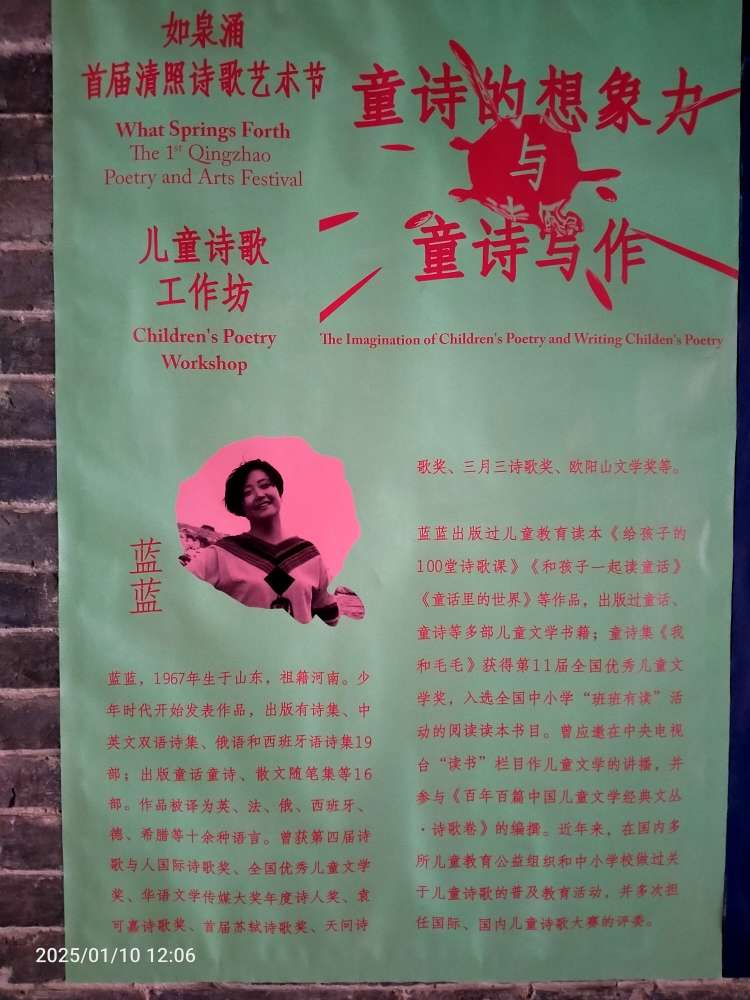 如泉涌
首届清照诗歌艺术节
What Springs Forth
The 1st Qingzhao
Poetry and Arts Festival
儿童诗歌
工作坊
Children's Poetry
Workshop
童诗的想象力
与
童诗写作
The Imagination of Children's Poetry and Writing Childen's Poetry
蓝蓝
蓝蓝，1967年生于山东，祖籍河南。少
年时代开始发表作品，出版有诗集、中
英文双语诗集、俄语和西班牙语诗集19
部；出版童话童诗、散文随笔集等16
部。作品被译为英、法、俄、西班牙、
德、希腊等十余种语言。曾获第四届诗
歌与人国际诗歌奖、全国优秀儿童文学
奖、华语文学传媒大奖年度诗人奖、袁
可嘉诗歌奖、首届苏轼诗歌奖、天问诗
歌奖、三月三诗歌奖、欧阳山文学奖等。
蓝蓝出版过儿童教育读本《给孩子的
100堂诗歌课》《和孩子一起读童话》
《童话里的世界》等作品，出版过童话、
童诗等多部儿童文学书籍；童诗集《我
和毛毛》获得第11届全国优秀儿童文
学奖，入选全国中小学“班班有读”活
动的阅读读本书目。曾应邀在中央电视
台“读书”栏目作儿童文学的讲播，并
参与《百年百篇中国儿童文学经典文丛
·诗歌卷》的编撰。近年来，在国内多
所儿童教育公益组织和中小学校做过关
于儿童诗歌的普及教育活动，并多次担
任国际、国内儿童诗歌大赛的评委。
2025/01/10 12:06